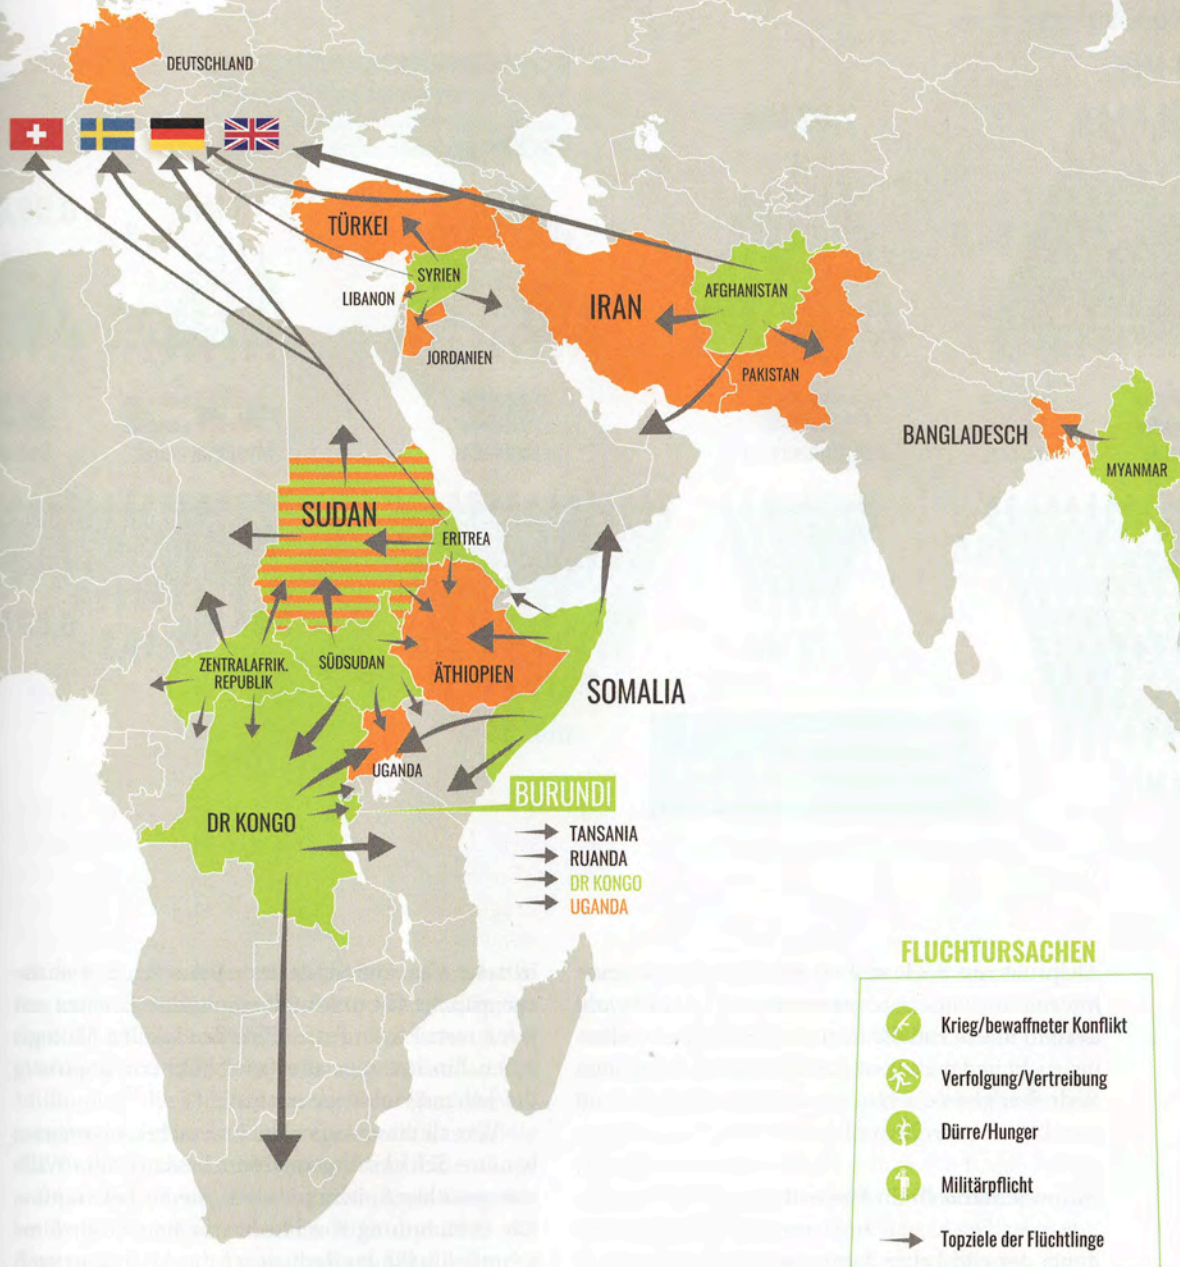 DEUTSCHLAND
TÜRKEI
SYRIEN
LIBANON
JORDANIEN
IRAN
AFGHANISTAN
PAKISTAN
BANGLADESCH
MYANMAR
SUDAN
ERITREA
ZENTRALAFRIK.
REPUBLIK
SÜDSUDAN
ÄTHIOPIEN
SOMALIA
UGANDA
DR KONGO
BURUNDI
TANSANIA
RUANDA
DR KONGO
UGANDA
FLUCHTURSACHEN
Krieg/bewaffneter Konflikt
Verfolgung/Vertreibung
Dürre/Hunger
Militärpflicht
Topziele der Flüchtlinge